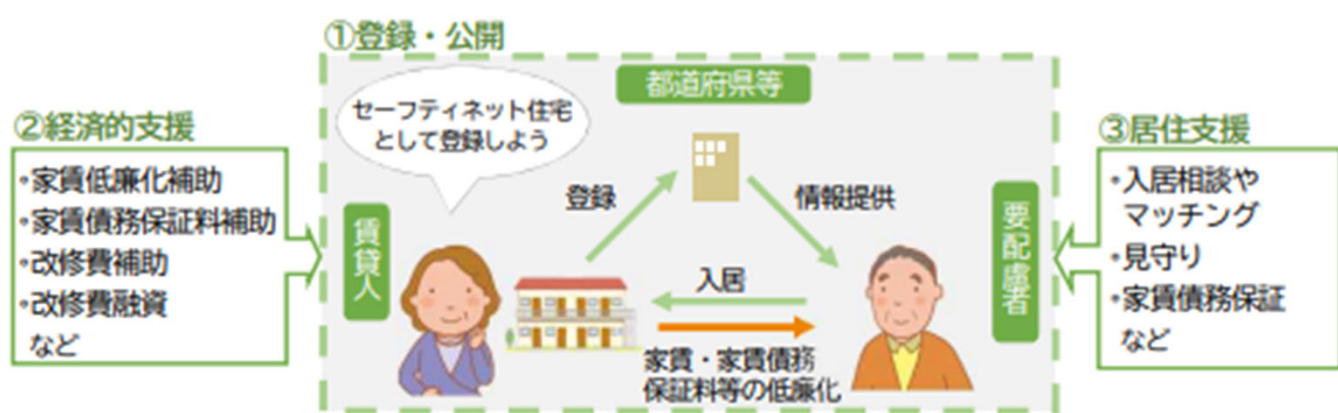 ①登録・公開
都道府県等
セーフティネット住宅
として登録しよう
②経済的支援
•家賃低廉化補助
•家賃債務保証料補助
•改修費補助
•改修費融資
など
賃貸人
登録
情報提供
入居
家賃・家賃債務
保証料等の低廉化
要配慮者
③居住支援
•入居相談や
マッチング
•見守り
•家賃債務保証
など